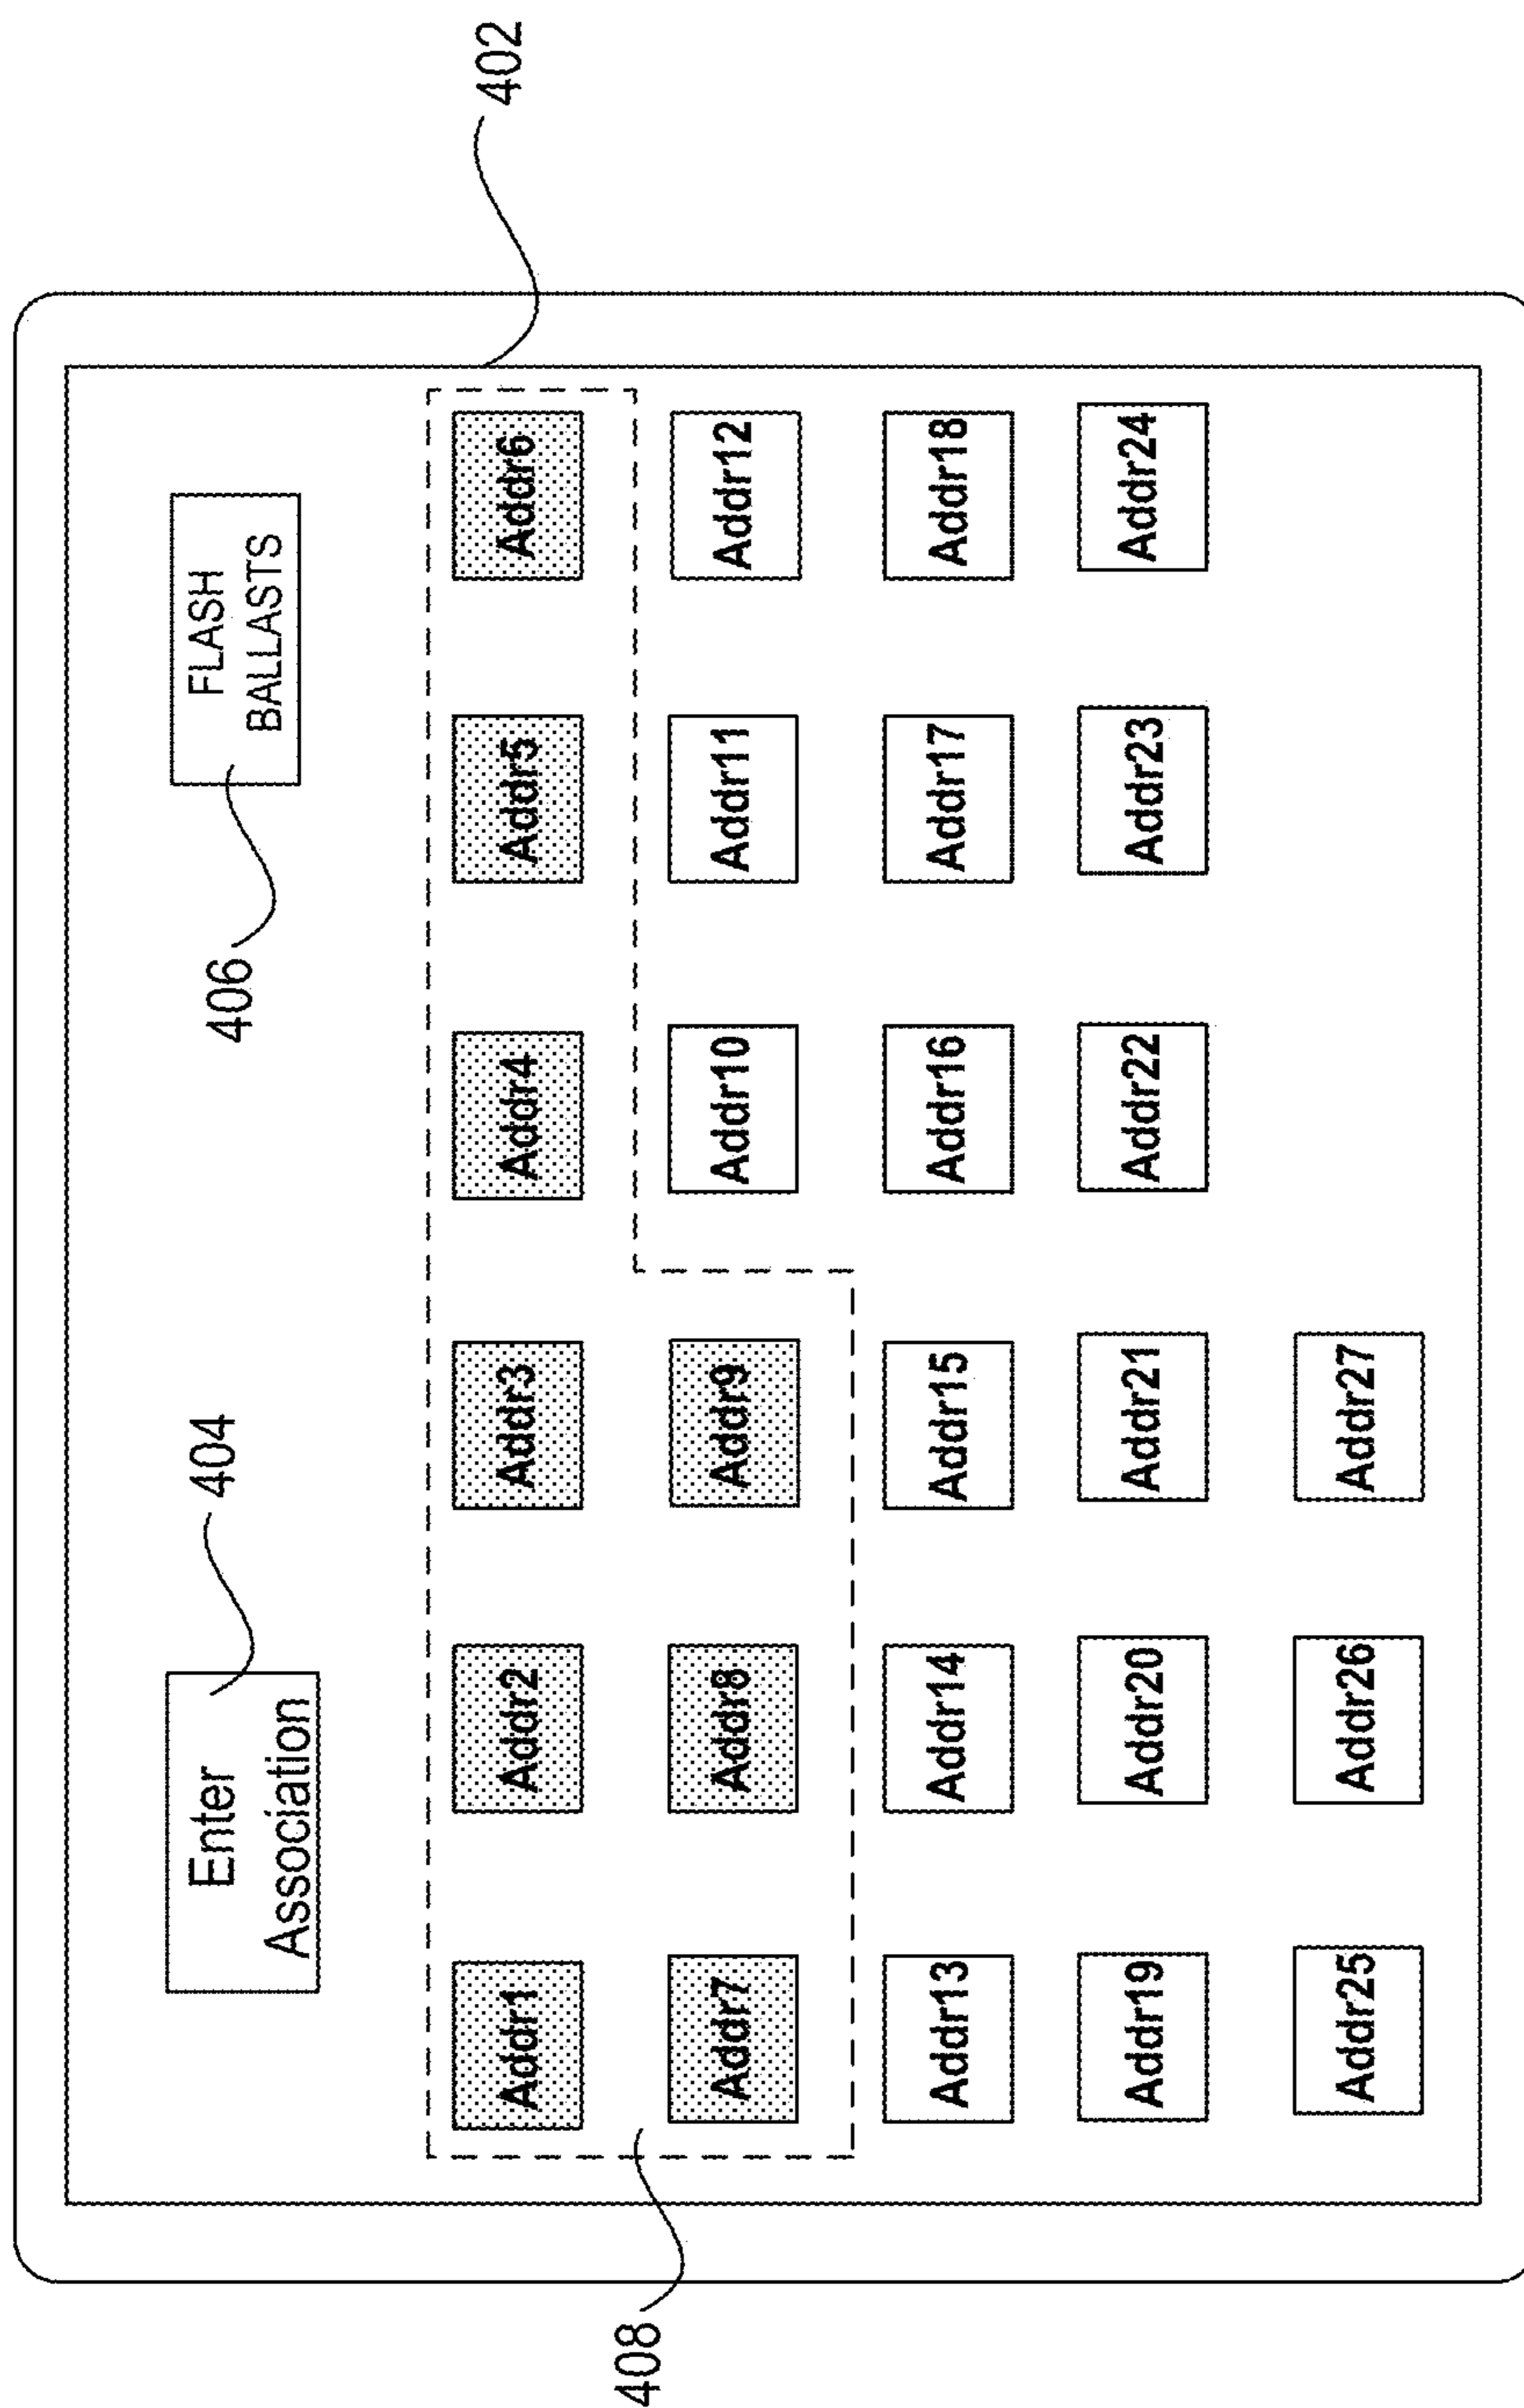 404
Enter
Association
406
FLASH
BALLASTS
402
Addr1 Addr2 Addr3 Addr4 Addr5 Addr6
Addr7 Addr8 Addr9 Addr10 Addr11 Addr12
408
Addr13 Addr14 Addr15 Addr16 Addr17 Addr18
Addr19 Addr20 Addr21 Addr22 Addr23 Addr24
Addr25 Addr26 Addr27